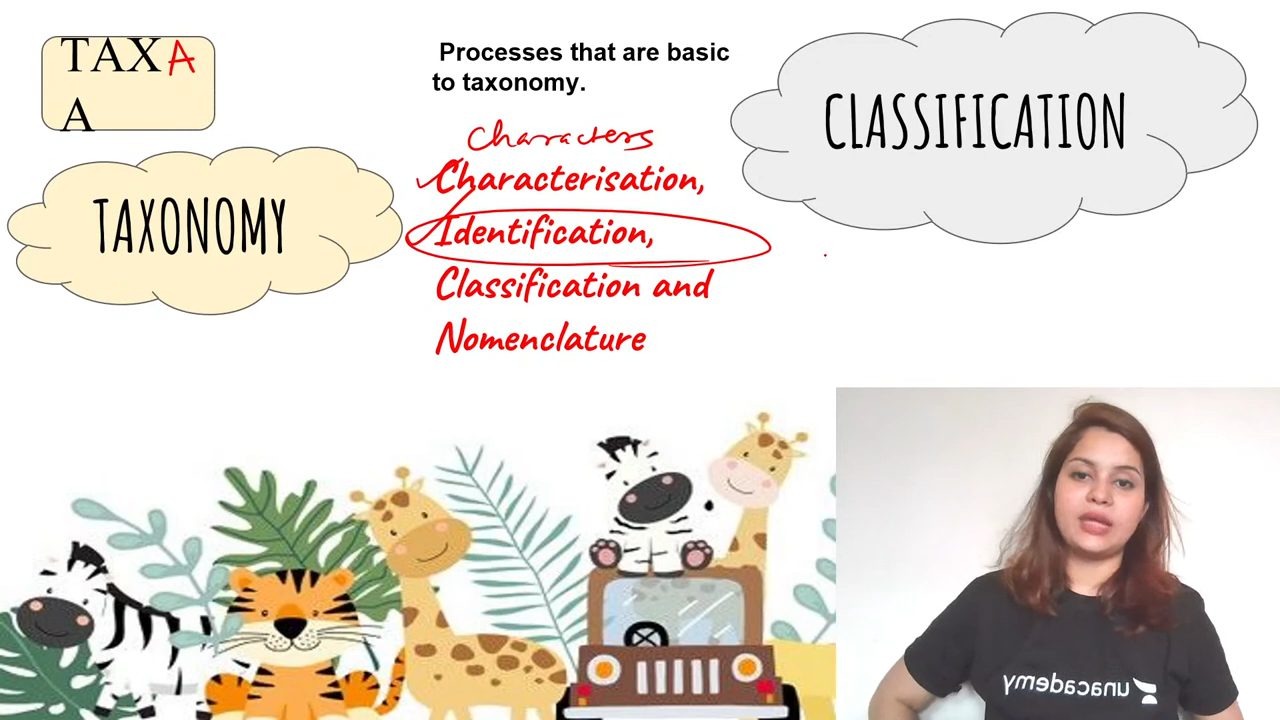 TAXA
A
TAXONOMY
Processes that are basic
to taxonomy.
characters
Characterisation,
Identification,
Classification and
Nomenclature
CLASSIFICATION
unacademy